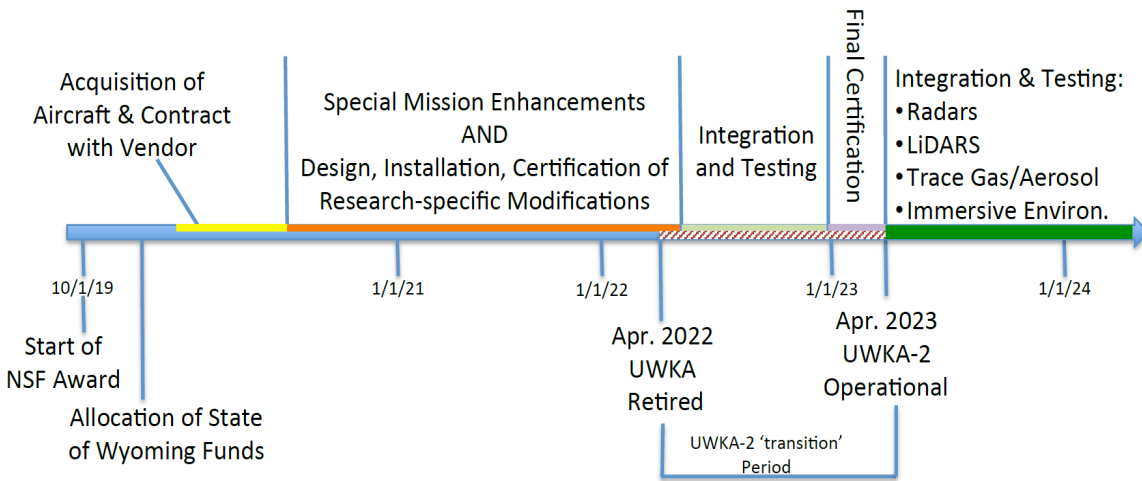 Acquisition of
Aircraft & Contract
with Vendor
Special Mission Enhancements
AND
Design, Installation, Certification of
Research-specific Modifications
Integration
and Testing
Final Certification
Integration & Testing:
•Radars
•LiDARS
•Trace Gas/Aerosol
•Immersive Environ.
10/1/19
1/1/21
1/1/22
1/1/23
1/1/24
Start of
NSF Award
Allocation of State
of Wyoming Funds
Apr. 2022
UWKA
Retired
Apr. 2023
UWKA-2
Operational
UWKA-2 ‘transition’
Period